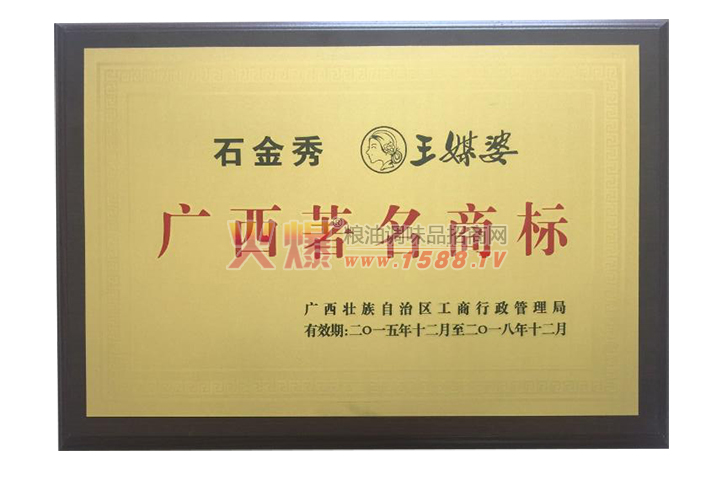 石金秀 王媒婆
广西著名商标
火爆 粮油调味品招商网
www.1588.TV
广西壮族自治区工商行政管理局
有效期:二〇一五年十二月至二〇一八年十二月